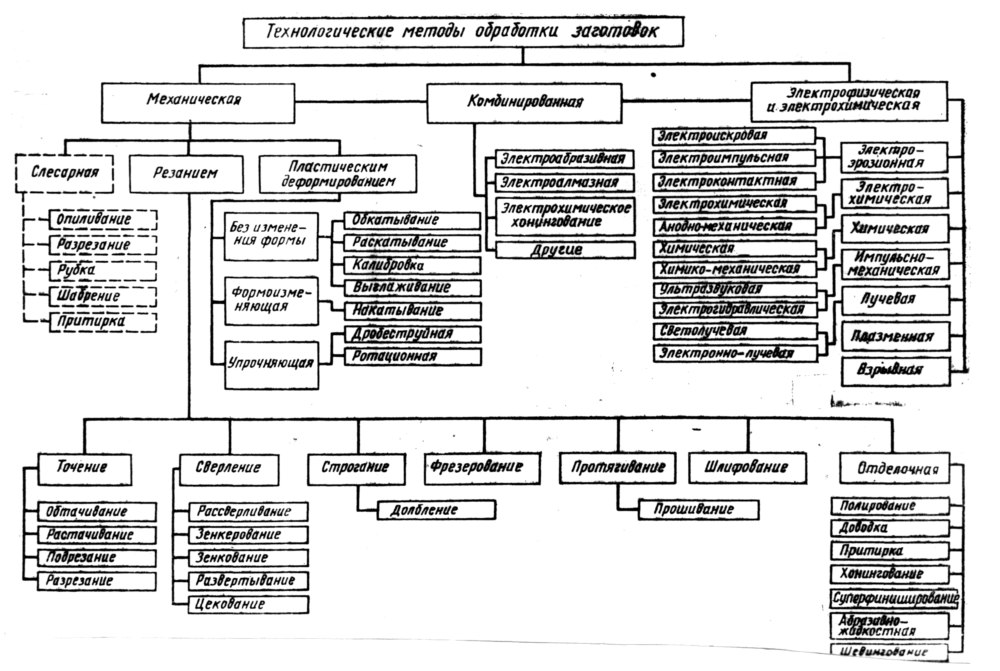 Технологические методы обработки заготовок
Механическая
Комбинированная
Электрофизическая
и электрохимическая
Слесарная
Резанием
Пластическим
деформированием
Опиливание
Разрезание
Рубка
Шабрение
Притирка
Без измене-
ния формы
Формоизме-
няющая
Упрочняющая
Обкатывание
Раскатывание
Калибровка
Выглаживание
Накатывание
Дробеструйная
Ротационная
Электроабразивная
Электроалмазная
Электрохимическое
хонингование
Другие
Электроискровая
Электроимпульсная
Электроконтактная
Электрохимическая
Анодно-механическая
Химическая
Химико-механическая
Ультразвуковая
Электрогидравлическая
Светолучевая
Электронно-лучевая
Электро-
эрозионная
Электро-
химическая
Химическая
Импульсно-
механическая
Лучевая
Плазменная
Взрывная
Точение
Сверление
Строгание
Фрезерование
Протягивание
Шлифование
Отделочная
Обтачивание
Растачивание
Подрезание
Разрезание
Рассверливание
Зенкерование
Зенкование
Развертывание
Цекование
Долбление
Прошивание
Полирование
Доводка
Притирка
Хонингование
Суперфиниширование
Абразивно-
жидкостная
Шевингование